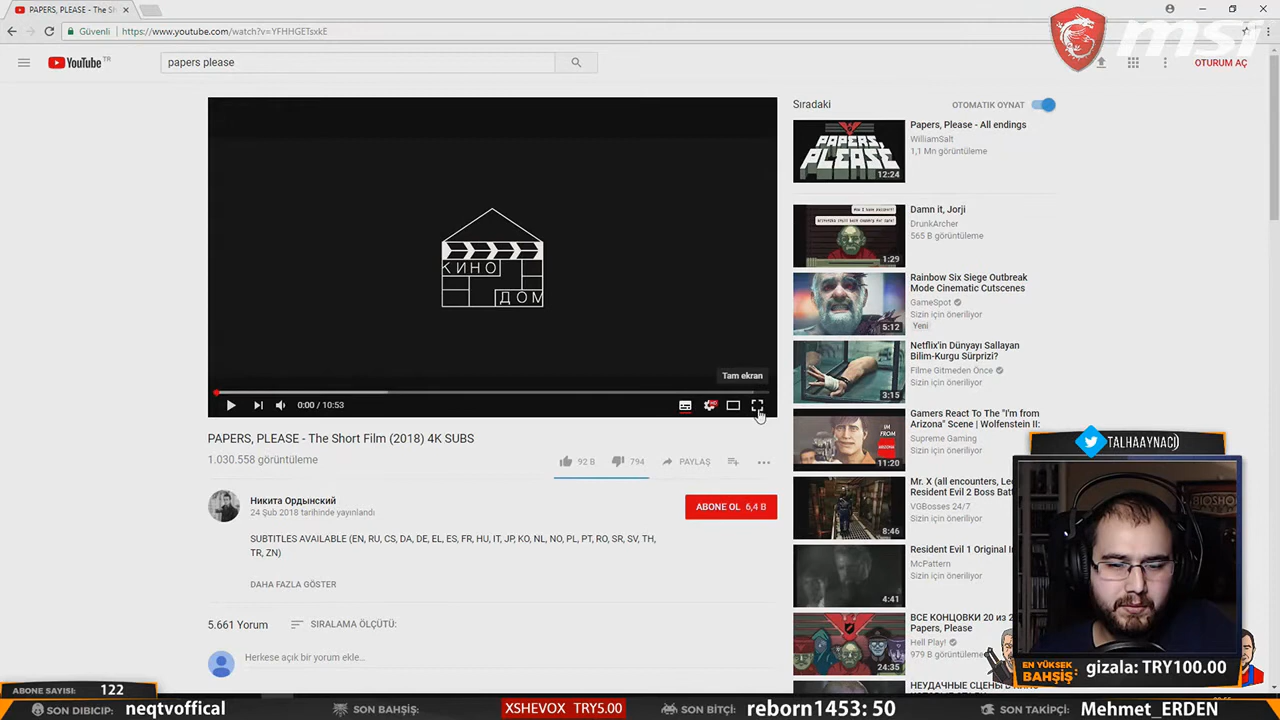 PAPERS, PLEASE - The Sh
Güvenli
https://www.youtube.com/watch?v=YFHHGETsxkE
msi
YouTube TR
papers please
OTURUM AÇ
КИНО
ДОМ
Tam ekran
0:00 / 10:53
PAPERS, PLEASE - The Short Film (2018) 4K SUBS
1.030.558 görüntüleme
92 B
794
PAYLAŞ
Никита Ордынский
24 Şub 2018 tarihinde yayınlandı
ABONE OL 6,4 B
SUBTITLES AVAILABLE (EN, RU, CS, DA, DE, EL, ES, FR, HU, IT, JP, KO, NL, NO, PL, PT, RO, SR, SV, TH,
TR, ZN)
DAHA FAZLA GÖSTER
5.661 Yorum
SIRALAMA ÖLÇÜTÜ:
Herkese açık bir yorum ekle...
Sıradaki
OTOMATIK OYNAT
PAPERS,
PLEASE
12:24
Papers, Please - All endings
WilliamSalt
1,1 Mn görüntüleme
1:29
Damn it, Jorji
DrunkArcher
565 B görüntüleme
5:12
Rainbow Six Siege Outbreak
Mode Cinematic Cutscenes
GameSpot
Sizin için öneriliyor
Yeni
3:15
Netflix'in Dünyayı Sallayan
Bilim-Kurgu Sürprizi?
Filme Gitmeden Önce
Sizin için öneriliyor
IM FROM
11:20
Gamers React To The "I'm from
Arizona" Scene | Wolfenstein II:
Supreme Gaming
Sizin için öneriliyor
8:46
Mr. X (all encounters, Le
Resident Evil 2 Boss Batt
VGBosses 24/7
Sizin için öneriliyor
4:41
Resident Evil 1 Original In
McPattern
Sizin için öneriliyor
24:35
ВСЕ КОНЦОВКИ 20 из 2
Papers, Please
Hell Play!
979 B görüntüleme
НЕУДАЧНЫЕ СЦЕНЫ
TALHAAYNACI
BIOSHO
EN YÜKSEK
BAHŞİŞ:
gizala: TRY100.00
ABONE SAYISI: 122
SON DIBICIP: neqtvoffical
SON BAHŞİŞ: XSHEVOX TRY5.00
SON BİTÇİ: reborn1453: 50
SON TAKİPÇİ: Mehmet_ERDEN